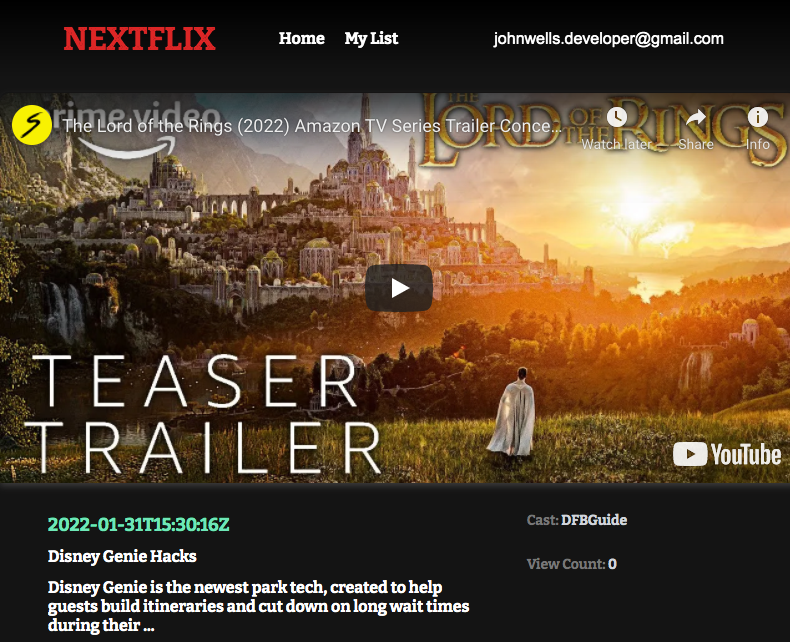 NEXTFLIX
Home
My List
johnwells.developer@gmail.com
prime video
THE
LORD OF
THE RINGS
The Lord of the Rings (2022) Amazon TV Series Trailer Conce...
Watch later
Share
Info
TEASER
TRAILER
YouTube
2022-01-31T15:30:16Z
Cast: DFBGuide
Disney Genie Hacks
View Count: 0
Disney Genie is the newest park tech, created to help
guests build itineraries and cut down on long wait times
during their ...